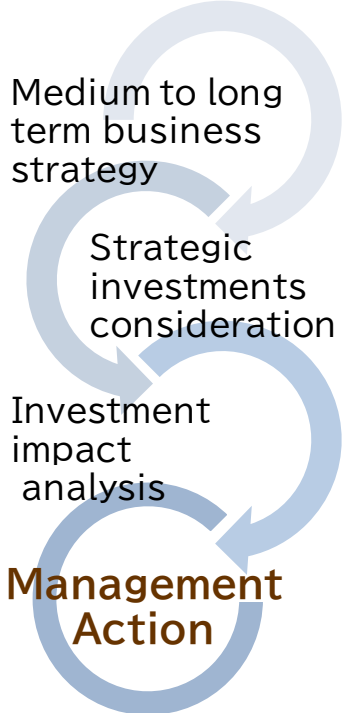 Medium to long
term business
strategy
Strategic
investments
consideration
Investment
impact
analysis
Management
Action